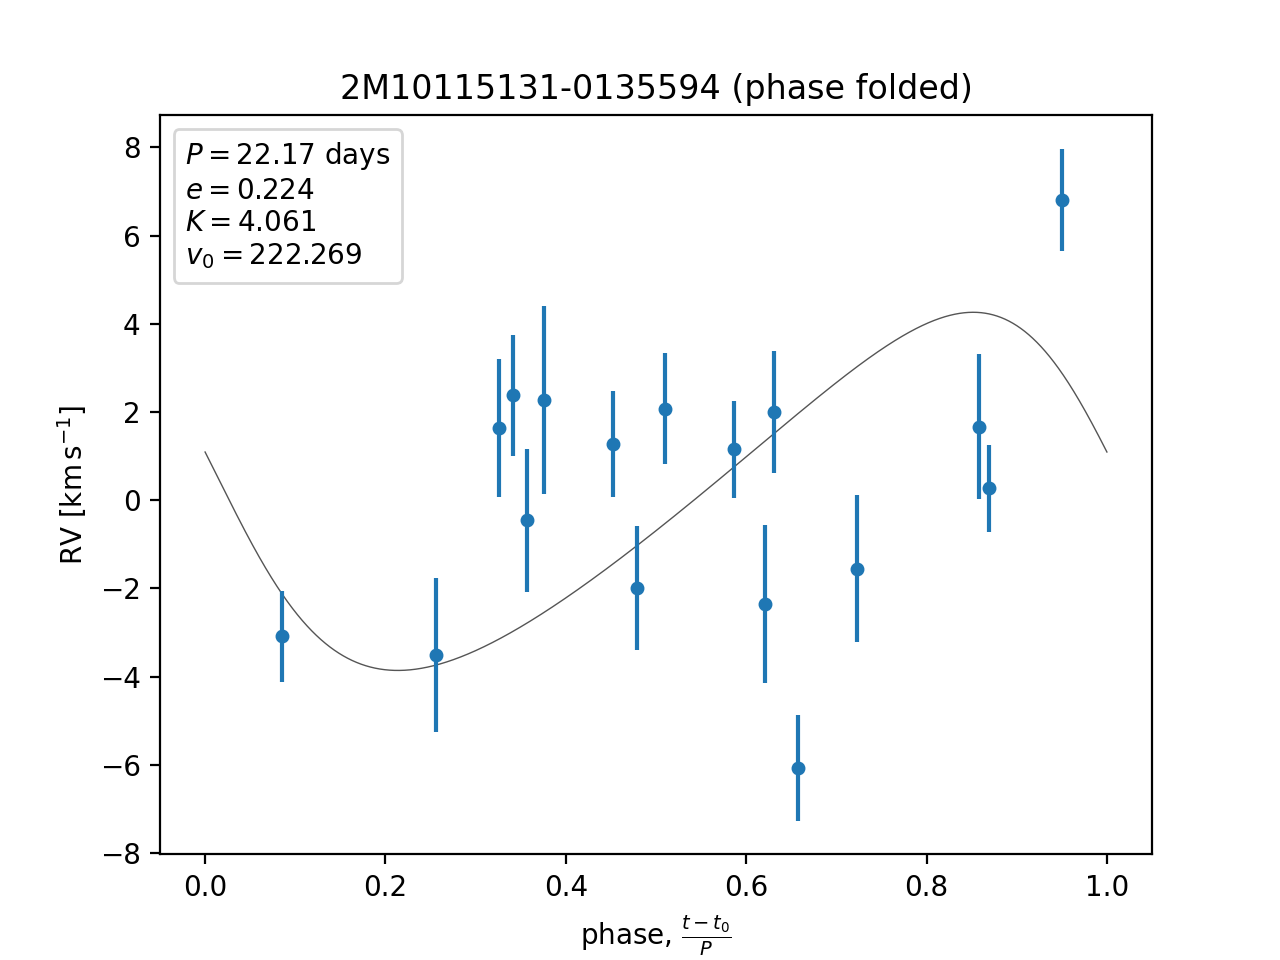 2M10115131-0135594 (phase folded)
P = 22.17 days
e = 0.224
K = 4.061
v₀ = 222.269
8
6
4
2
0
−2
−4
−6
−8
RV [km s⁻¹]
0.0 0.2 0.4 0.6 0.8 1.0
phase, (t − t₀)/P